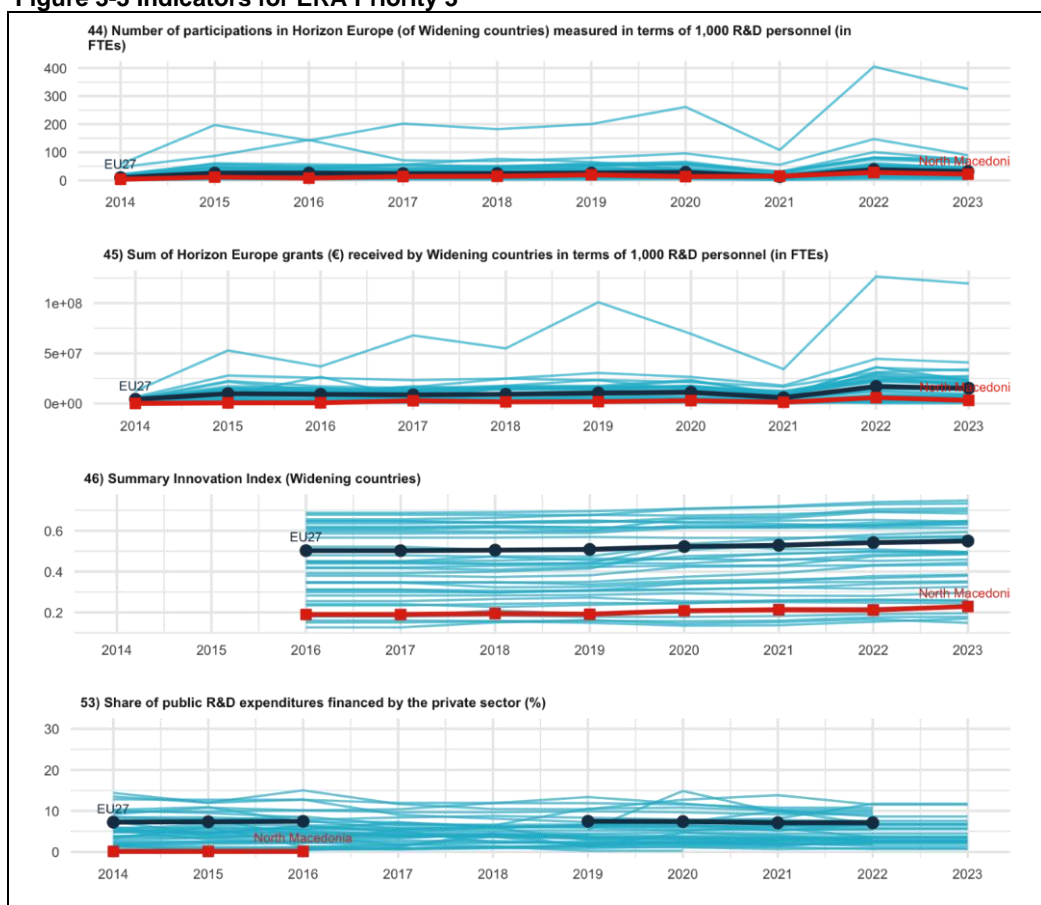 Figure 3-3 Indicators for ERA Priority 3
44) Number of participations in Horizon Europe (of Widening countries) measured in terms of 1,000 R&D personnel (in
FTEs)
400
300
200
100
0
EU27
North Macedoni
2014 2015 2016 2017 2018 2019 2020 2021 2022 2023
45) Sum of Horizon Europe grants (€) received by Widening countries in terms of 1,000 R&D personnel (in FTEs)
1e+08
5e+07
0e+00
EU27
North Macedoni
2014 2015 2016 2017 2018 2019 2020 2021 2022 2023
46) Summary Innovation Index (Widening countries)
0.6
0.4
0.2
EU27
North Macedoni
2014 2015 2016 2017 2018 2019 2020 2021 2022 2023
53) Share of public R&D expenditures financed by the private sector (%)
30
20
10
0
EU27
North Macedonia
2014 2015 2016 2017 2018 2019 2020 2021 2022 2023